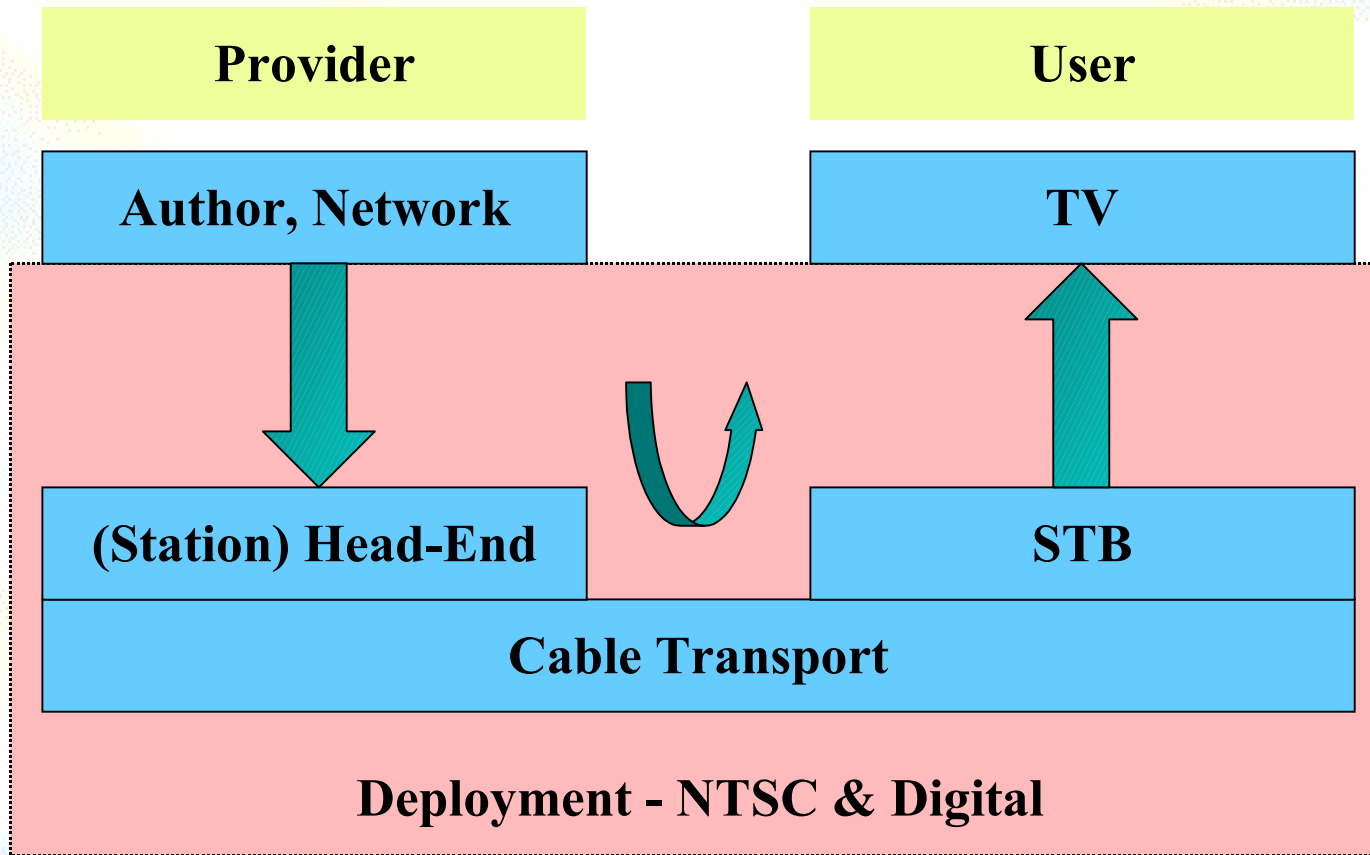 Provider
User
Author, Network
TV
(Station) Head-End
STB
Cable Transport
Deployment - NTSC & Digital